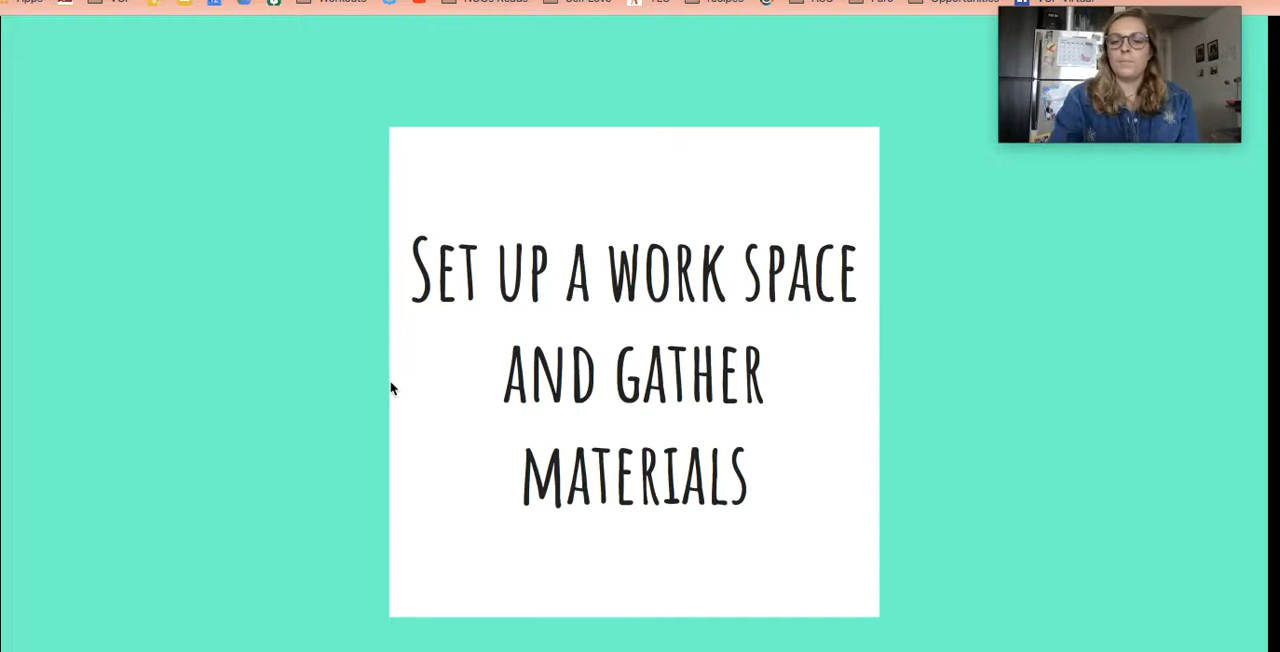 Set up a work space
and gather
materials